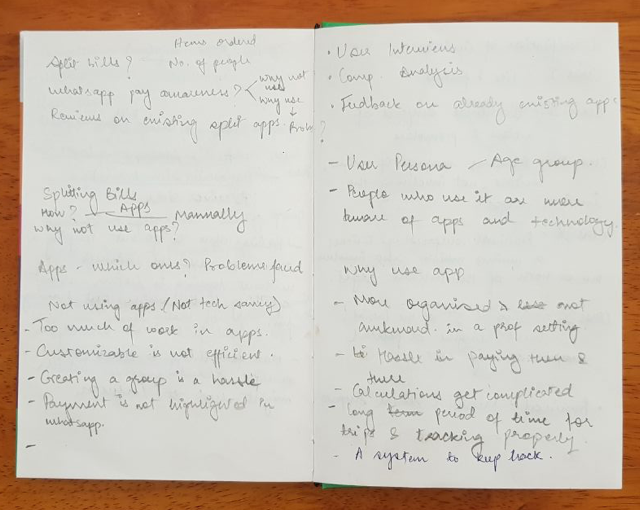 Items ordered
Split bills? No. of people
whatsapp pay awareness? why not use
why use
Reviews on existing split apps. Probs
Splitting Bills
How? Apps Manually
why not use apps?
Apps - which ones? Problems faced
Not using apps. (Not tech savvy)
- Too much of work in apps.
- Customizable is not efficient.
- Creating a group is a hassle
- Payment is not highlighted in
whatsapp.
-
• User Interviews
• Comp. analysis
• Feedback on already existing apps
?
- User Persona - Age group.
- People who use it are more
aware of apps and technology.
Why use app
- More organised & not
awkward in a prof setting
- Hassle in paying then &
there
- Calculations get complicated
- long period of time for
trips & tracking properly.
- A system to keep track.